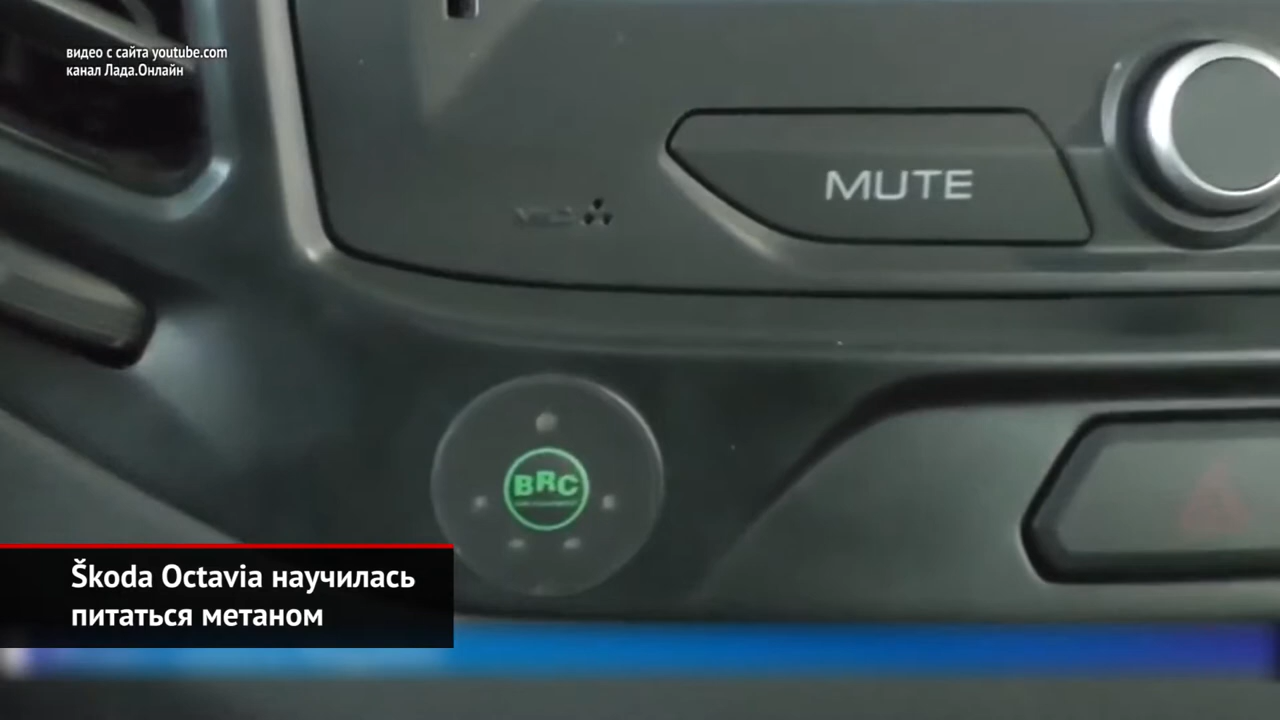 видео с сайта youtube.com
канал Лада.Онлайн
MUTE
BRC
Škoda Octavia научилась
питаться метаном